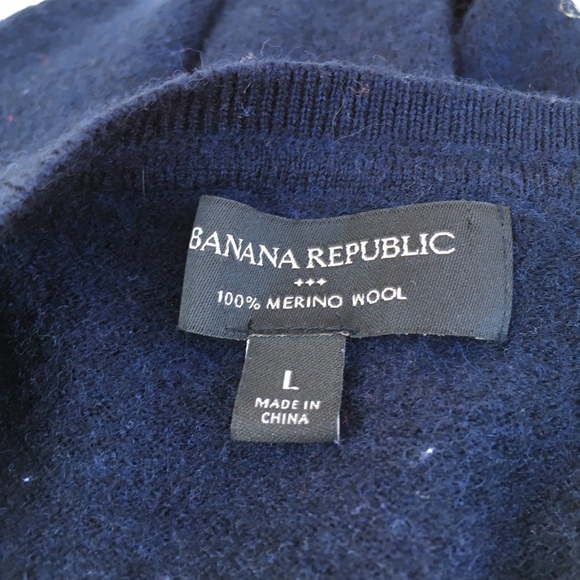 BANANA REPUBLIC
100% MERINO WOOL
L
MADE IN
CHINA